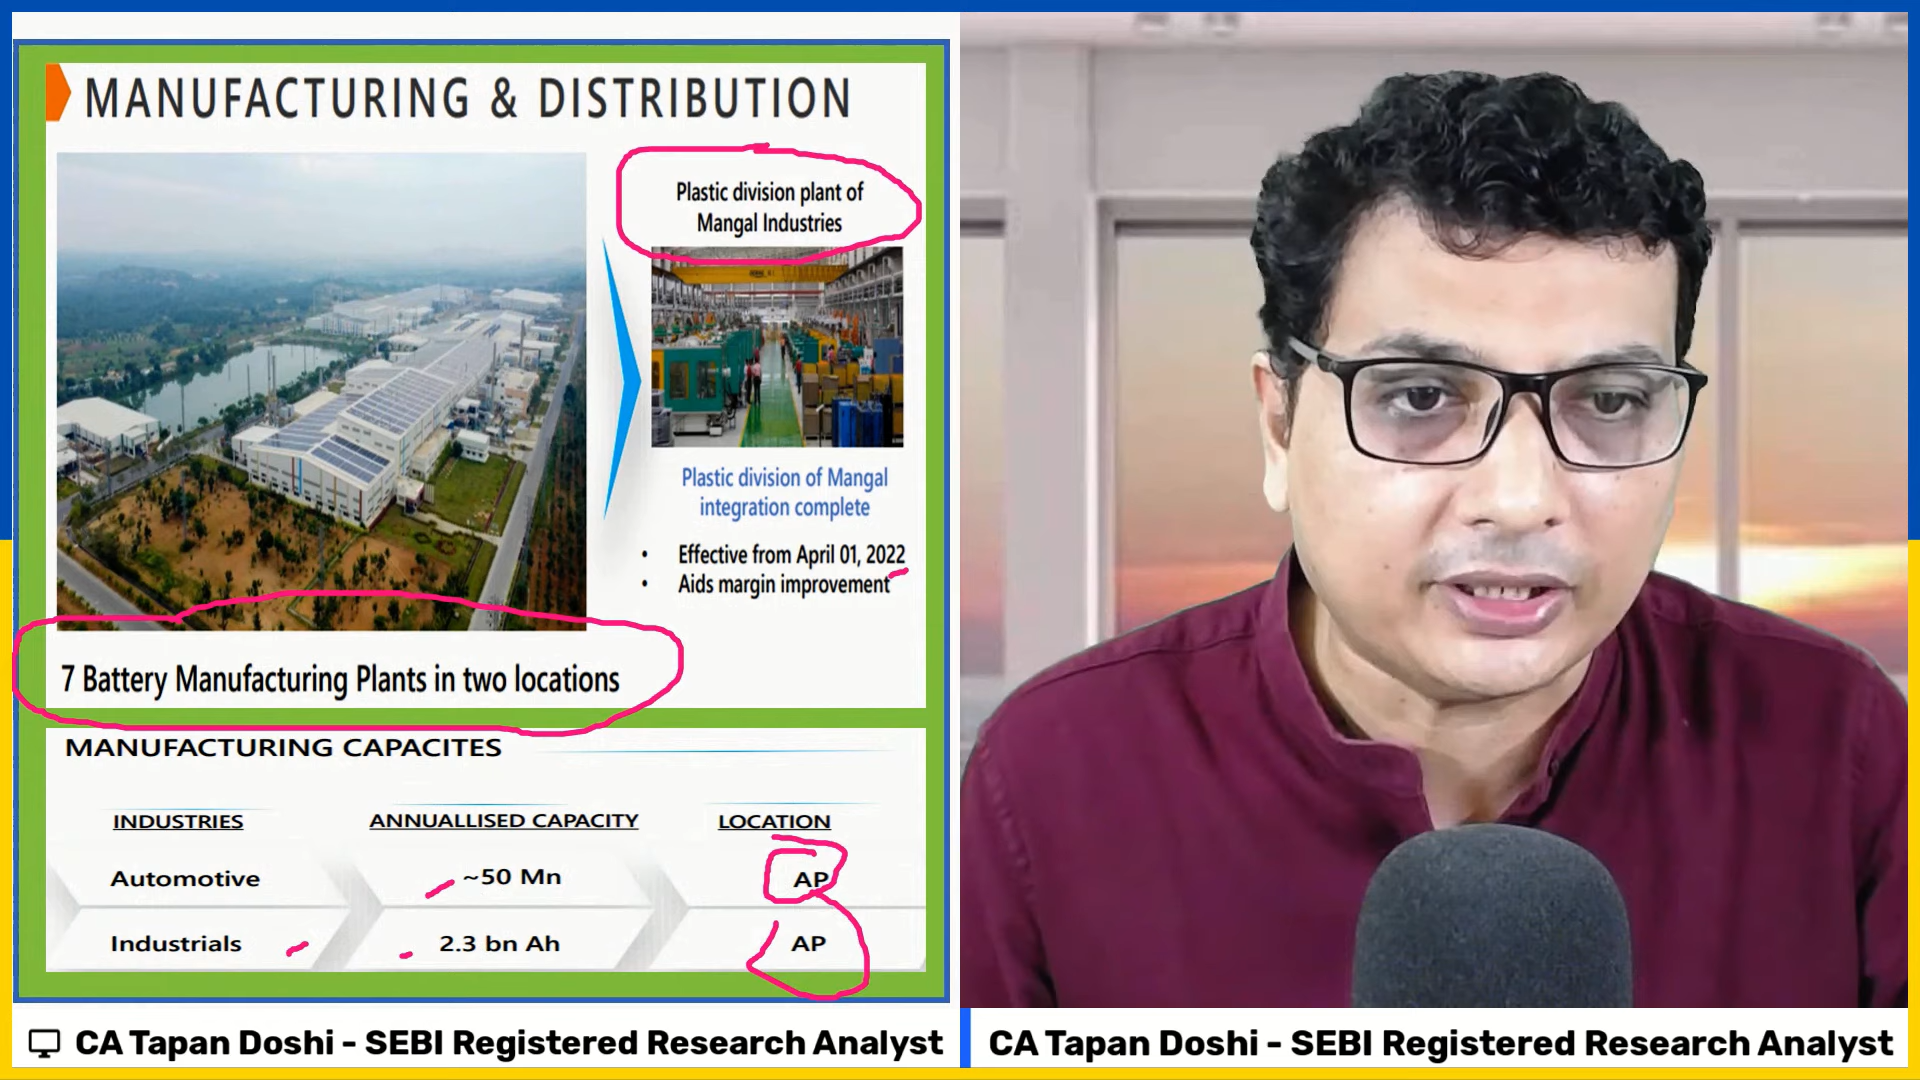 MANUFACTURING & DISTRIBUTION
Plastic division plant of
Mangal Industries
Plastic division of Mangal
integration complete
• Effective from April 01, 2022
• Aids margin improvement
7 Battery Manufacturing Plants in two locations
MANUFACTURING CAPACITES
INDUSTRIES ANNUALLISED CAPACITY LOCATION
Automotive ~50 Mn AP
Industrials 2.3 bn Ah AP
CA Tapan Doshi - SEBI Registered Research Analyst
CA Tapan Doshi - SEBI Registered Research Analyst